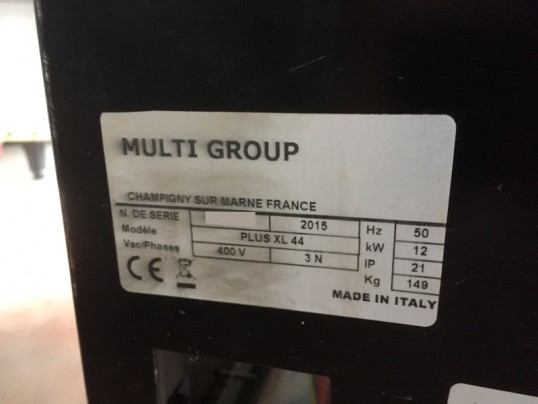 MULTI GROUP
CHAMPIGNY SUR MARNE FRANCE
N. DE SERIE 2015 Hz 50
Modèle PLUS XL 44 kW 12
Vac/Phases 400 V 3 N IP 21
Kg 149
CE
MADE IN ITALY